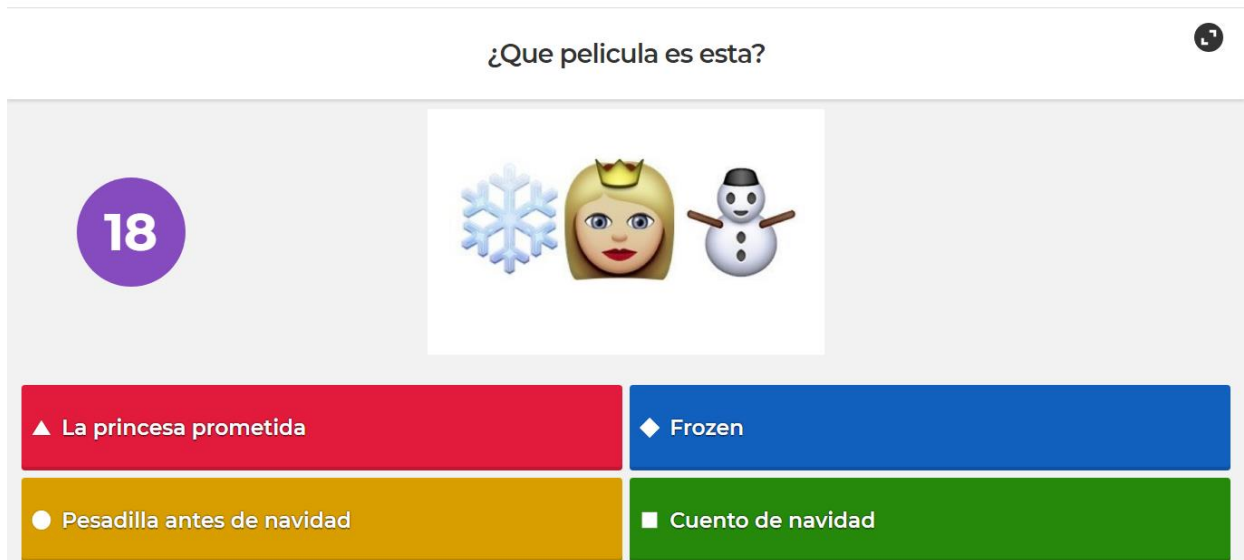 ¿Que pelicula es esta?
18
La princesa prometida
Frozen
Pesadilla antes de navidad
Cuento de navidad